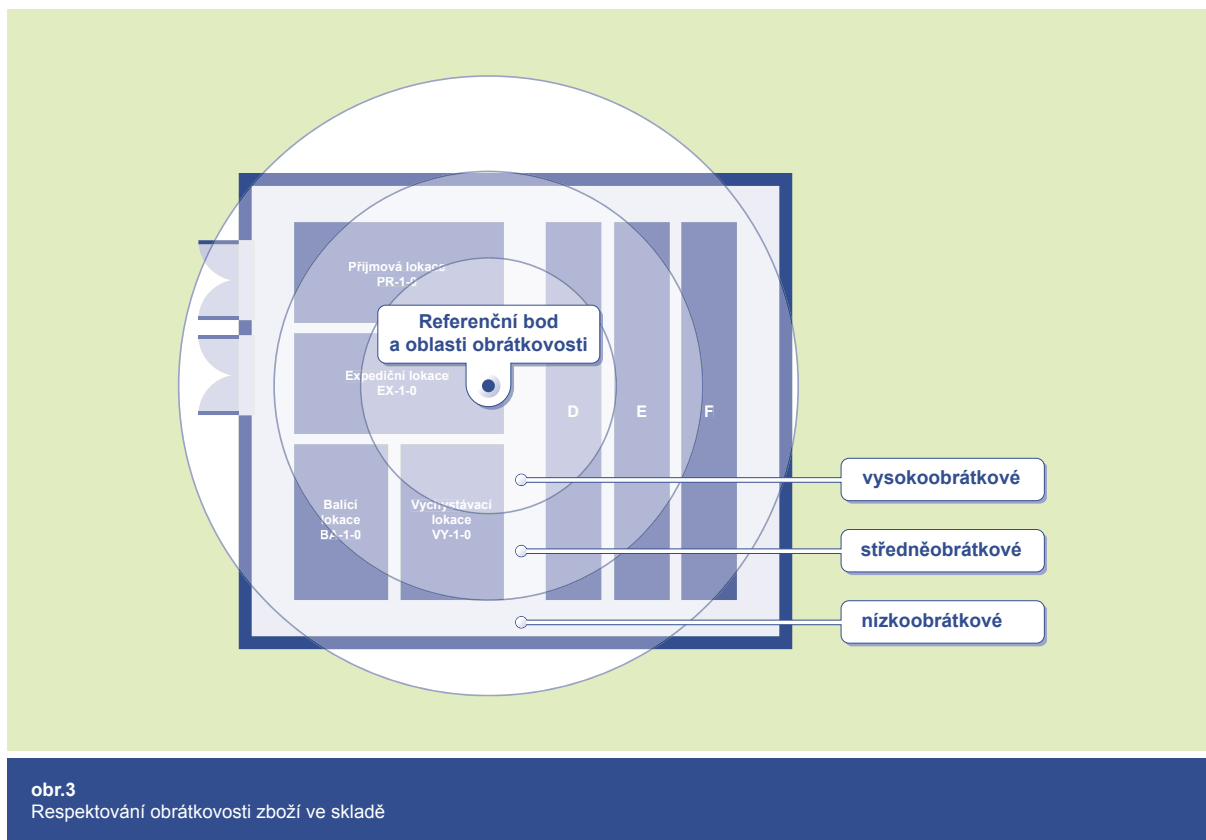 Příjmová lokace
PR-1-0
Referenční bod
a oblasti obrátkovosti
Expediční lokace
EX-1-0
D
E
F
Balící
lokace
BA-1-0
Vychystávací
lokace
VY-1-0
vysokoobrátkové
středněobrátkové
nízkoobrátkové
obr.3
Respektování obrátkovosti zboží ve skladě